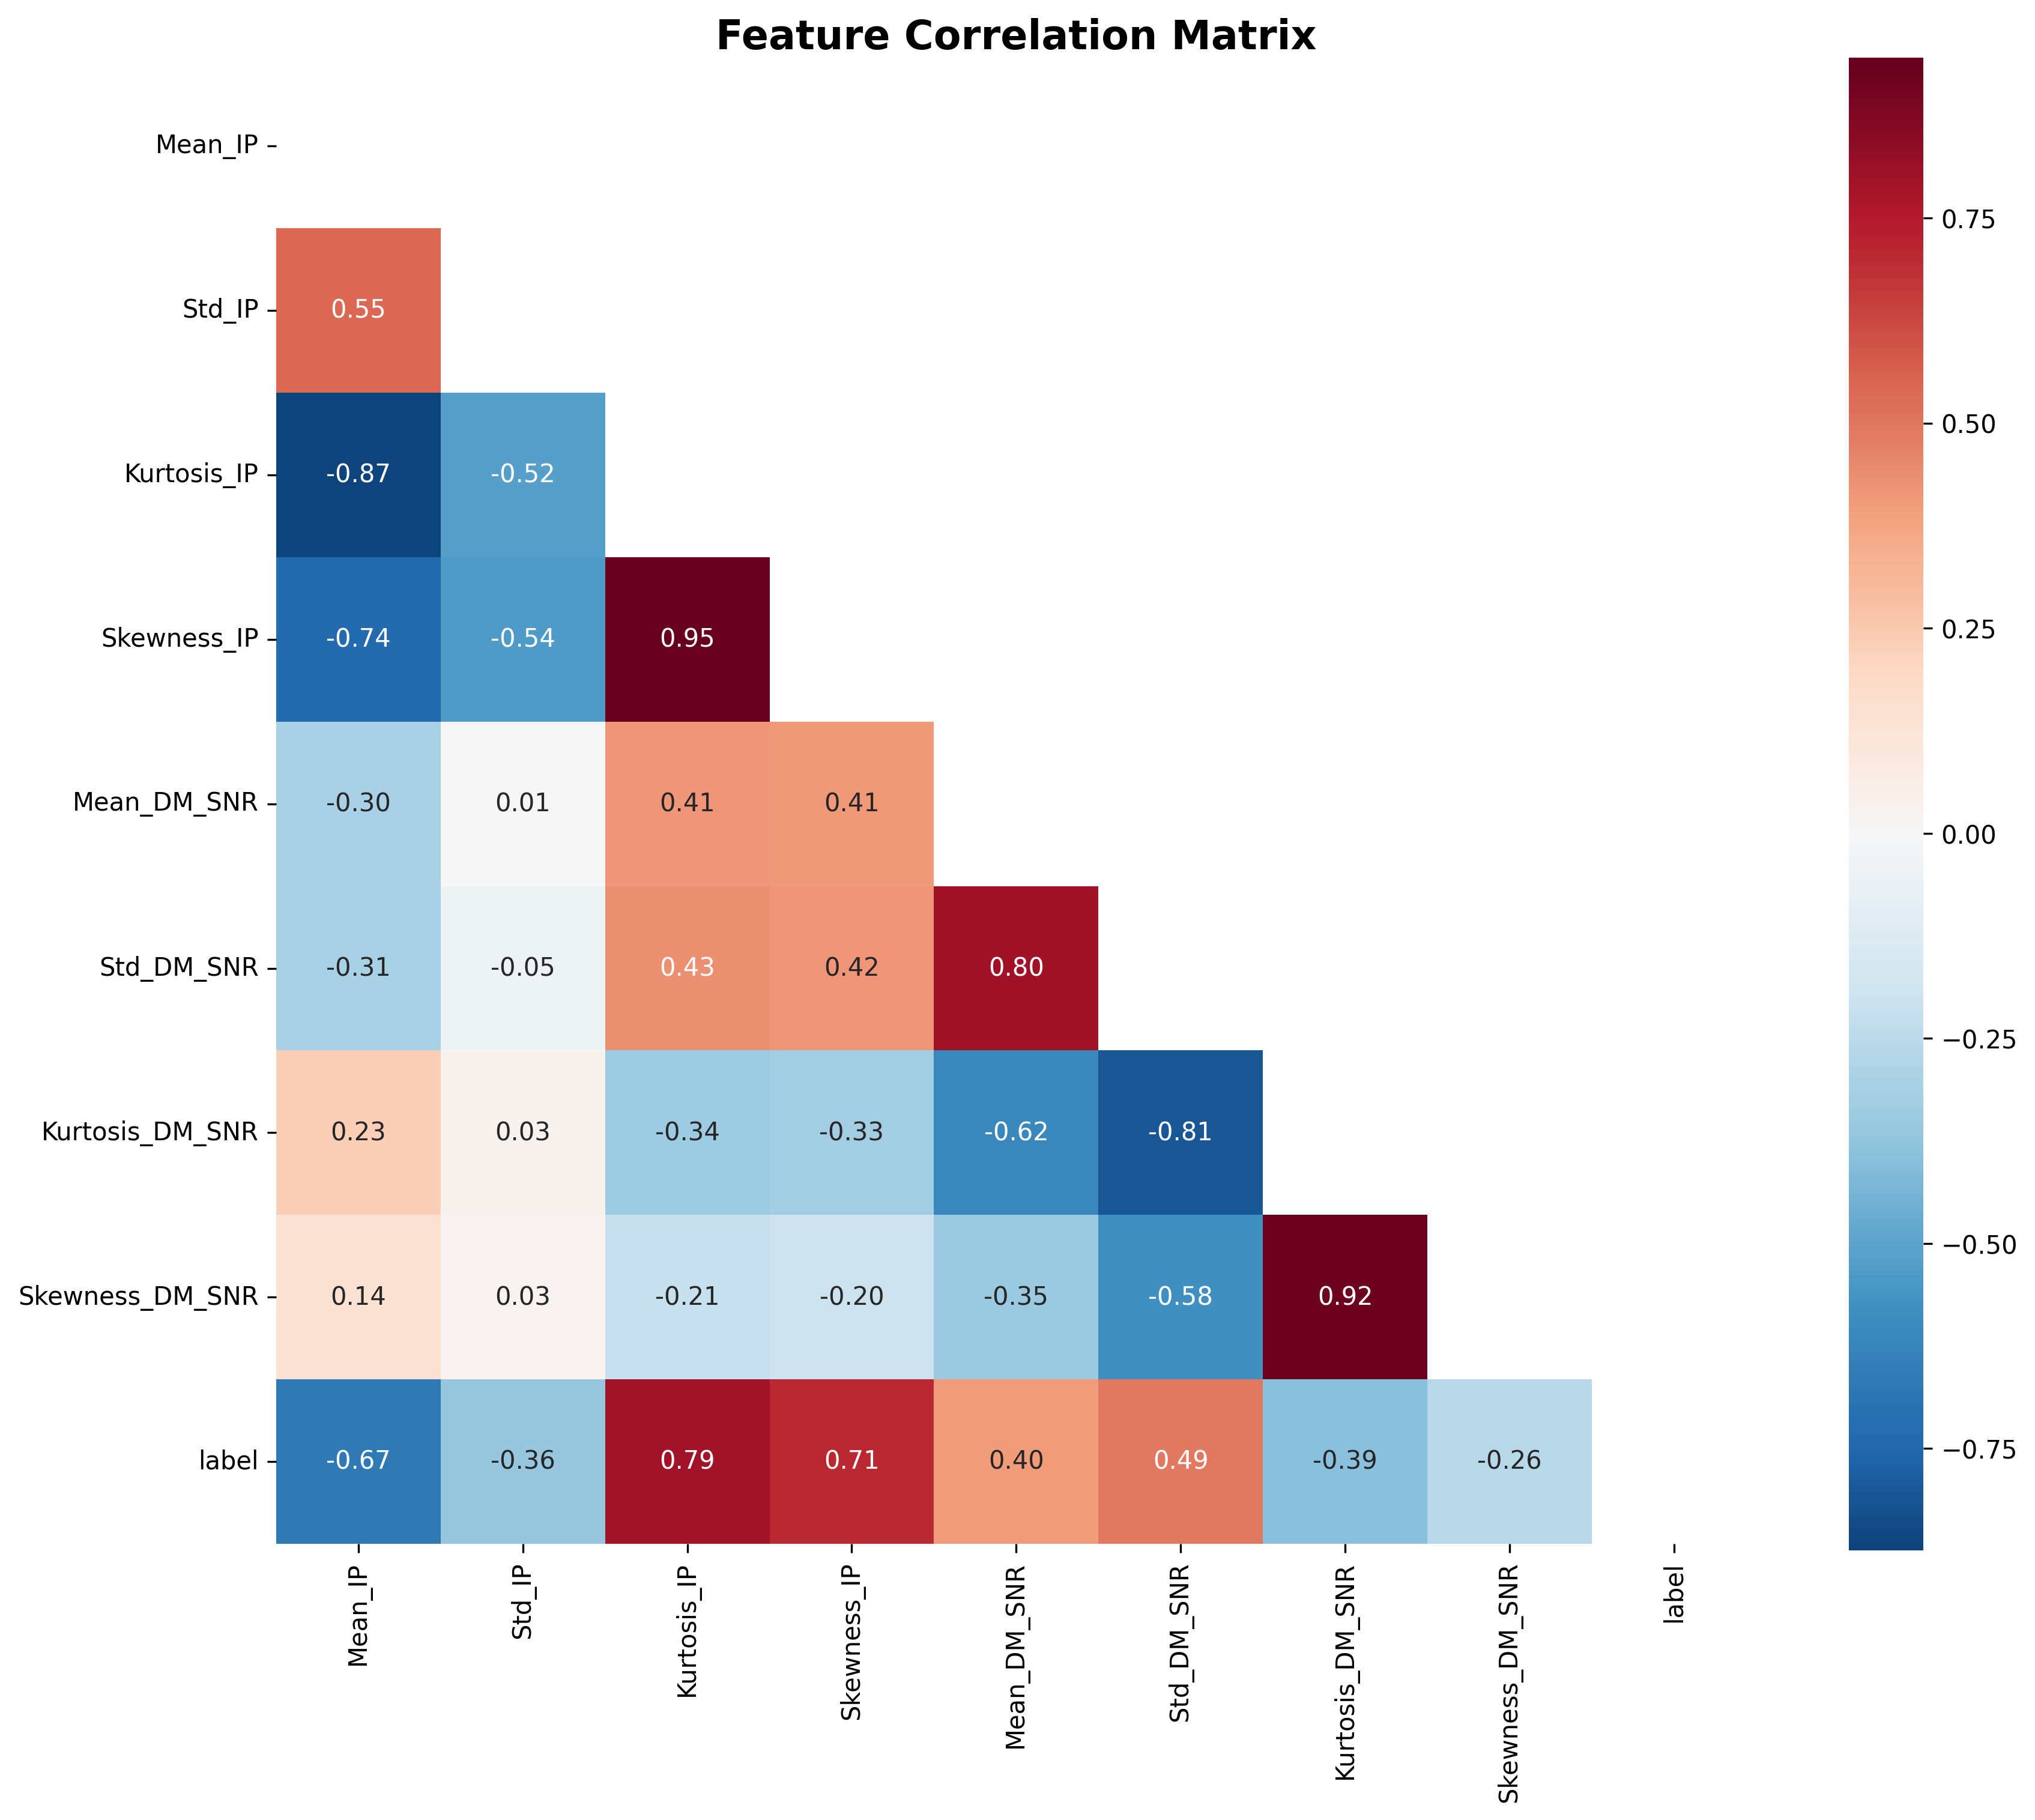 Feature Correlation Matrix
Mean_IP
Std_IP 0.55
Kurtosis_IP -0.87 -0.52
Skewness_IP -0.74 -0.54 0.95
Mean_DM_SNR -0.30 0.01 0.41 0.41
Std_DM_SNR -0.31 -0.05 0.43 0.42 0.80
Kurtosis_DM_SNR 0.23 0.03 -0.34 -0.33 -0.62 -0.81
Skewness_DM_SNR 0.14 0.03 -0.21 -0.20 -0.35 -0.58 0.92
label -0.67 -0.36 0.79 0.71 0.40 0.49 -0.39 -0.26
Mean_IP
Std_IP
Kurtosis_IP
Skewness_IP
Mean_DM_SNR
Std_DM_SNR
Kurtosis_DM_SNR
Skewness_DM_SNR
label
0.75
0.50
0.25
0.00
−0.25
−0.50
−0.75